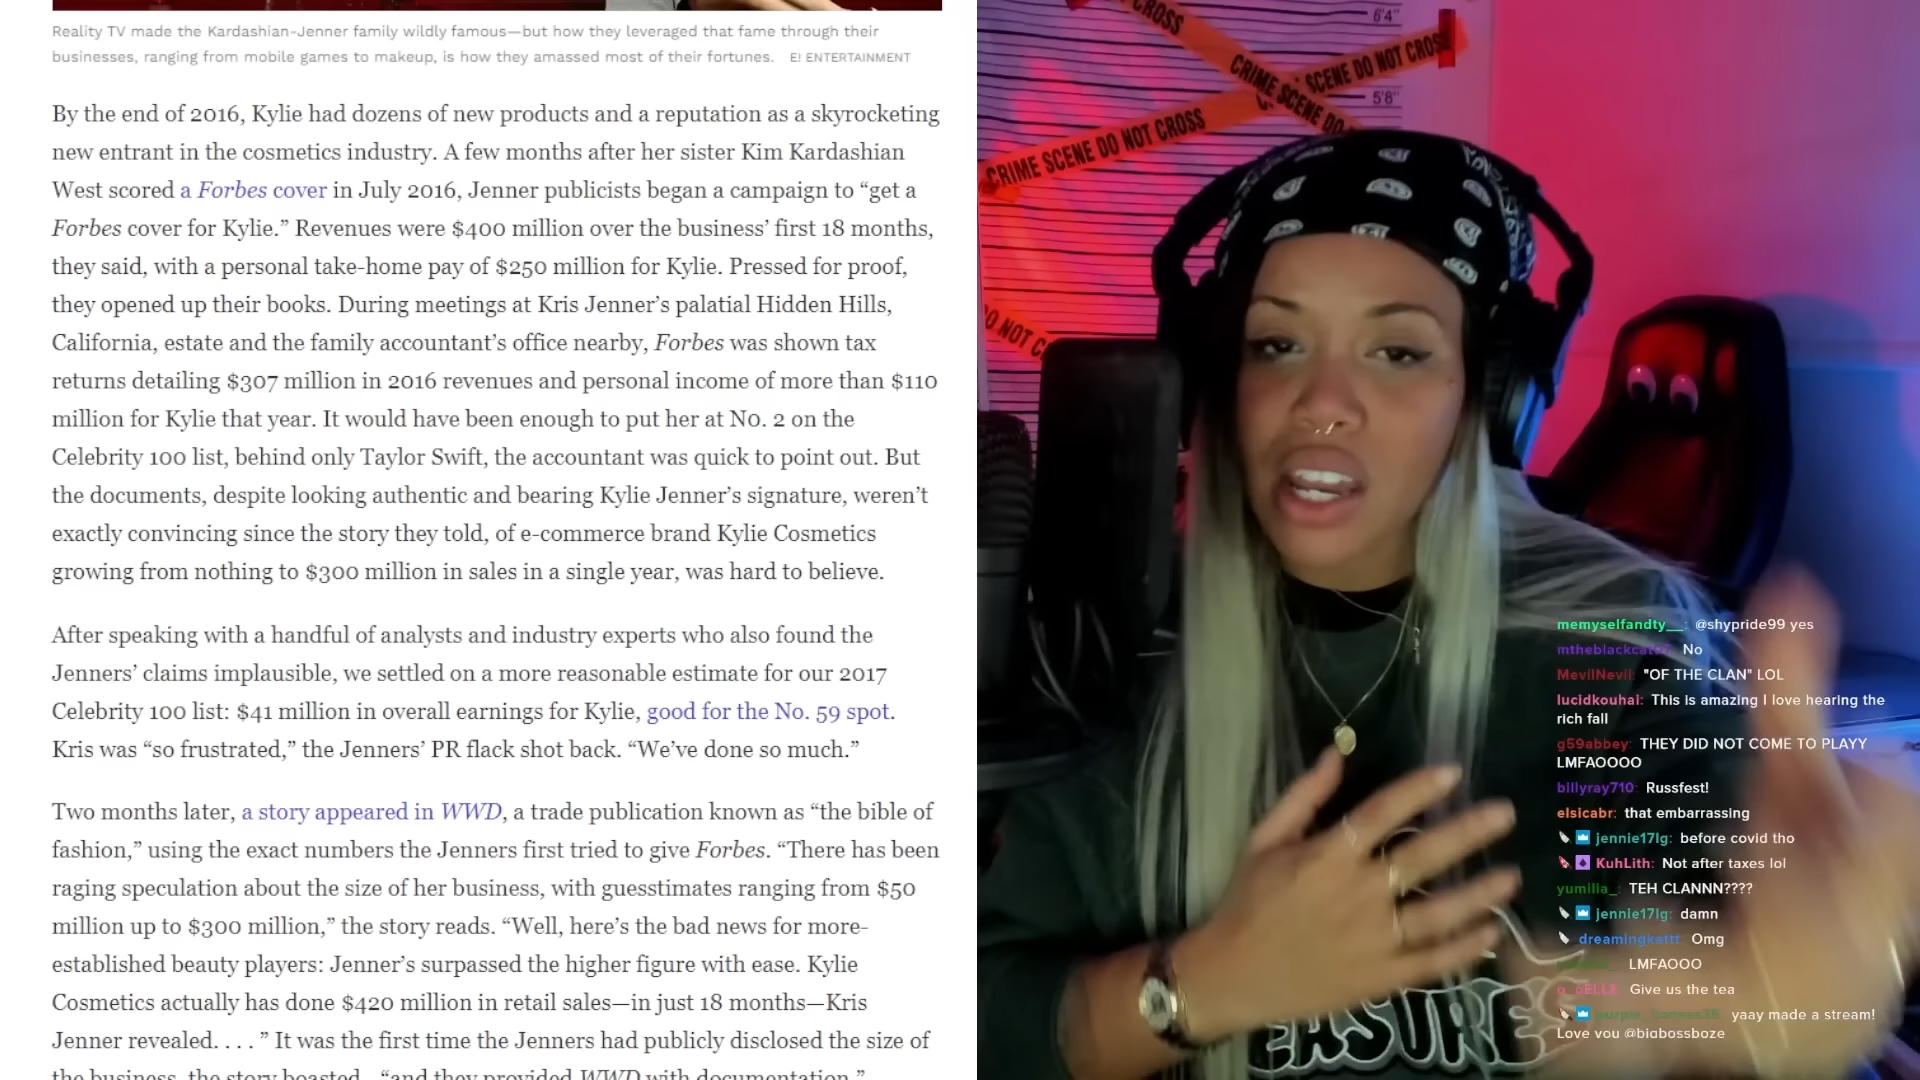 Reality TV made the Kardashian-Jenner family wildly famous—but how they leveraged that fame through their
businesses, ranging from mobile games to makeup, is how they amassed most of their fortunes. E! ENTERTAINMENT
By the end of 2016, Kylie had dozens of new products and a reputation as a skyrocketing
new entrant in the cosmetics industry. A few months after her sister Kim Kardashian
West scored a Forbes cover in July 2016, Jenner publicists began a campaign to “get a
Forbes cover for Kylie.” Revenues were $400 million over the business’ first 18 months,
they said, with a personal take-home pay of $250 million for Kylie. Pressed for proof,
they opened up their books. During meetings at Kris Jenner’s palatial Hidden Hills,
California, estate and the family accountant’s office nearby, Forbes was shown tax
returns detailing $307 million in 2016 revenues and personal income of more than $110
million for Kylie that year. It would have been enough to put her at No. 2 on the
Celebrity 100 list, behind only Taylor Swift, the accountant was quick to point out. But
the documents, despite looking authentic and bearing Kylie Jenner’s signature, weren’t
exactly convincing since the story they told, of e-commerce brand Kylie Cosmetics
growing from nothing to $300 million in sales in a single year, was hard to believe.
After speaking with a handful of analysts and industry experts who also found the
Jenners’ claims implausible, we settled on a more reasonable estimate for our 2017
Celebrity 100 list: $41 million in overall earnings for Kylie, good for the No. 59 spot.
Kris was “so frustrated,” the Jenners’ PR flack shot back. “We’ve done so much.”
Two months later, a story appeared in WWD, a trade publication known as “the bible of
fashion,” using the exact numbers the Jenners first tried to give Forbes. “There has been
raging speculation about the size of her business, with guesstimates ranging from $50
million up to $300 million,” the story reads. “Well, here’s the bad news for more-
established beauty players: Jenner’s surpassed the higher figure with ease. Kylie
Cosmetics actually has done $420 million in retail sales—in just 18 months—Kris
Jenner revealed. . . . ” It was the first time the Jenners had publicly disclosed the size of
the business, the story boasted, “and they provided WWD with documentation.”
CROSS
6'4"
CRIME SCENE DO NOT CROSS
SCENE DO NOT CROS
CRIME SCENE DO
5'8"
O NOT C
EASURE
memyselfandty__: @shypride99 yes
No
MevilNevil: "OF THE CLAN" LOL
lucidkouhai: This is amazing I love hearing the
rich fall
g59abbey: THEY DID NOT COME TO PLAYY
LMFAOOOO
billyray710: Russfest!
elsicabr: that embarrassing
jennie17lg: before covid tho
KuhLith: Not after taxes lol
yumilia_: TEH CLANNN????
jennie17lg: damn
dreamingkattt: Omg
LMFAOOO
Give us the tea
yaay made a stream!
Love you @bigbossboze